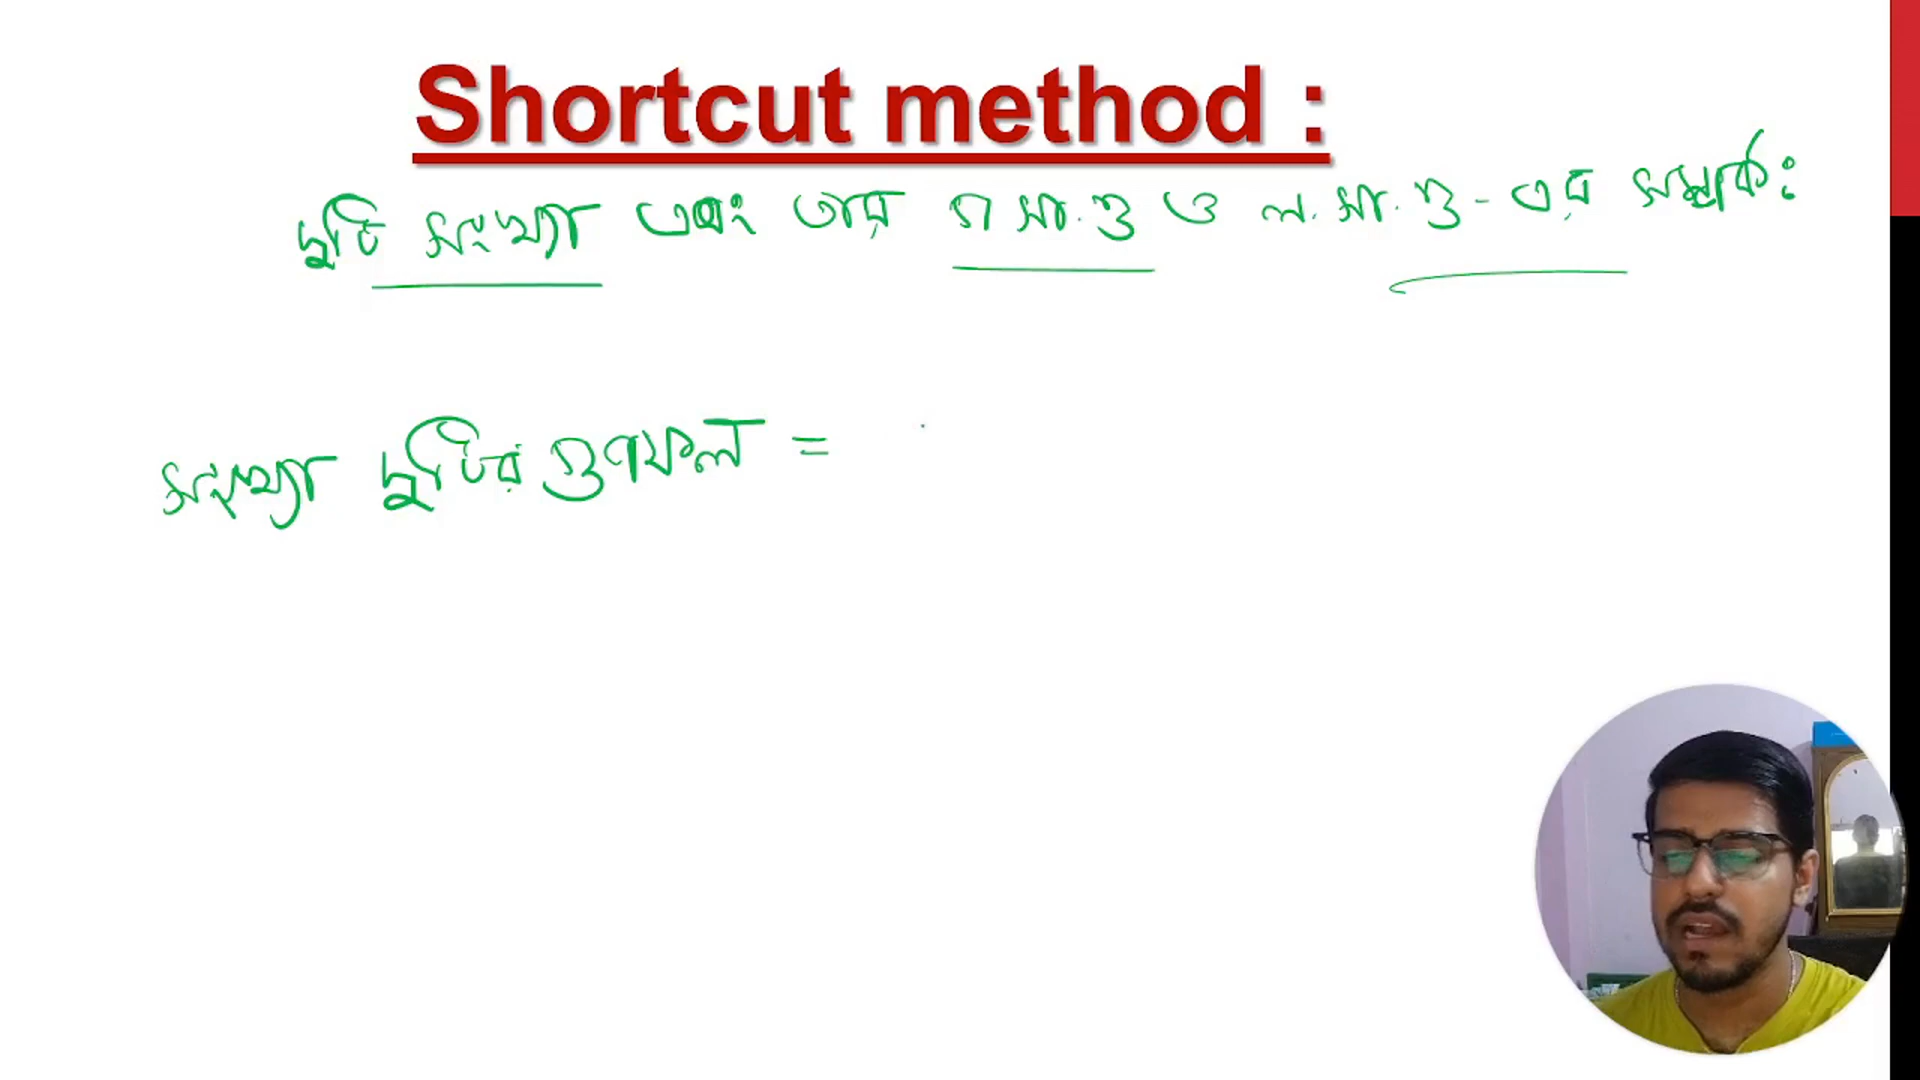 Shortcut method :
দুটি সংখ্যা এবং তার গ.সা.গু ও ল.সা.গু-এর সম্পর্কঃ
সংখ্যা দুটির গুণফল =